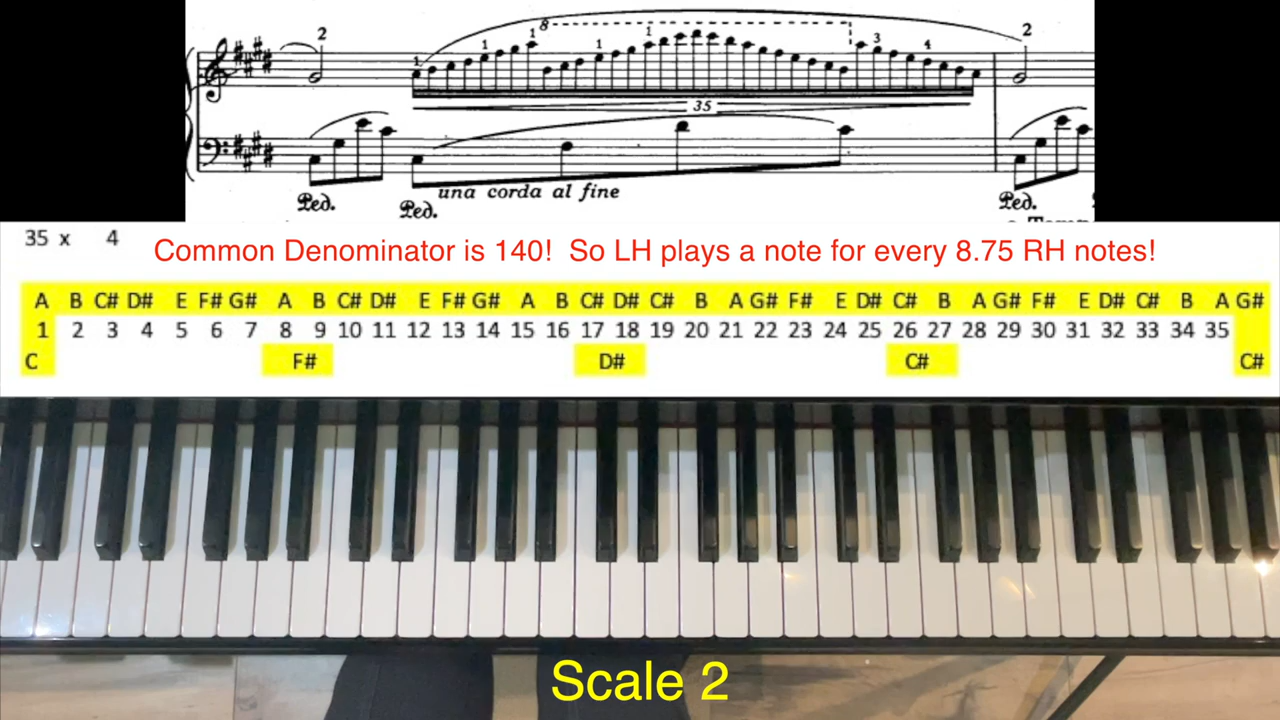 2 1 1 1 8 1 1 3 4 2
35
una corda al fine
Ped. Ped. Ped.
35 x 4
Common Denominator is 140! So LH plays a note for every 8.75 RH notes!
A B C# D# E F# G# A B C# D# E F# G# A B C# D# C# B A G# F# E D# C# B A G# F# E D# C# B A G#
1 2 3 4 5 6 7 8 9 10 11 12 13 14 15 16 17 18 19 20 21 22 23 24 25 26 27 28 29 30 31 32 33 34 35
C F# D# C# C#
Scale 2